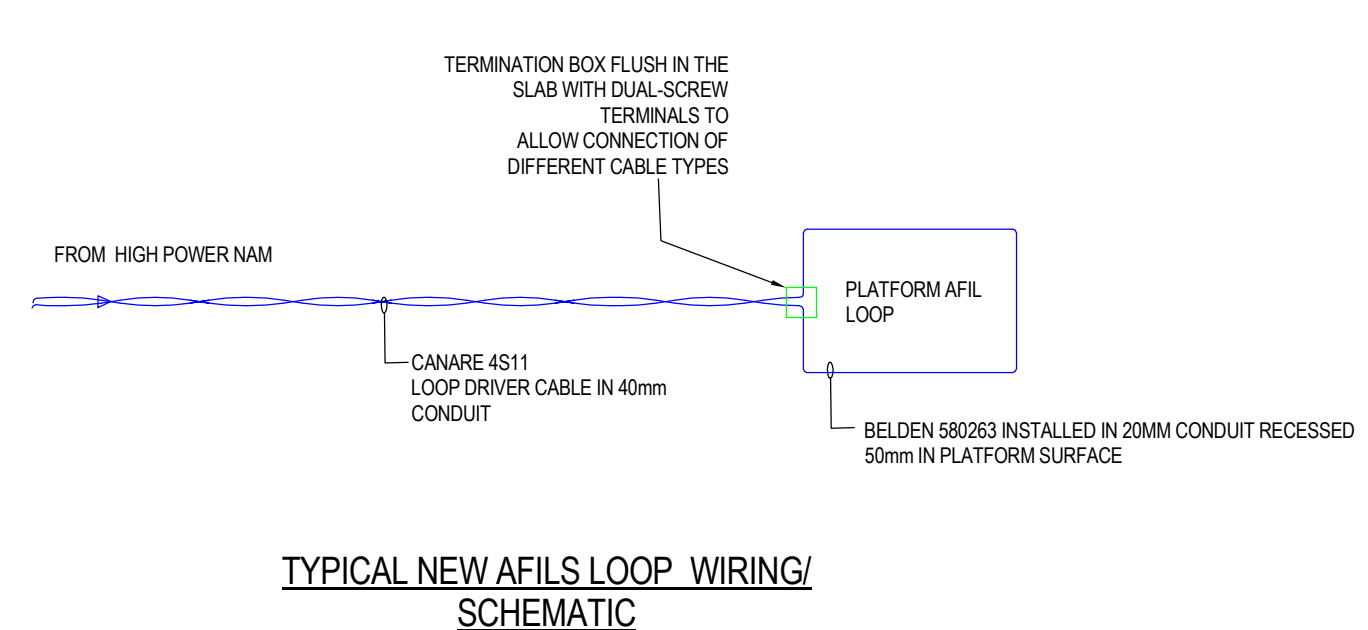 TERMINATION BOX FLUSH IN THE
SLAB WITH DUAL-SCREW
TERMINALS TO
ALLOW CONNECTION OF
DIFFERENT CABLE TYPES
FROM HIGH POWER NAM
PLATFORM AFIL
LOOP
CANARE 4S11
LOOP DRIVER CABLE IN 40mm
CONDUIT
BELDEN 580263 INSTALLED IN 20MM CONDUIT RECESSED
50mm IN PLATFORM SURFACE
TYPICAL NEW AFILS LOOP WIRING/
SCHEMATIC